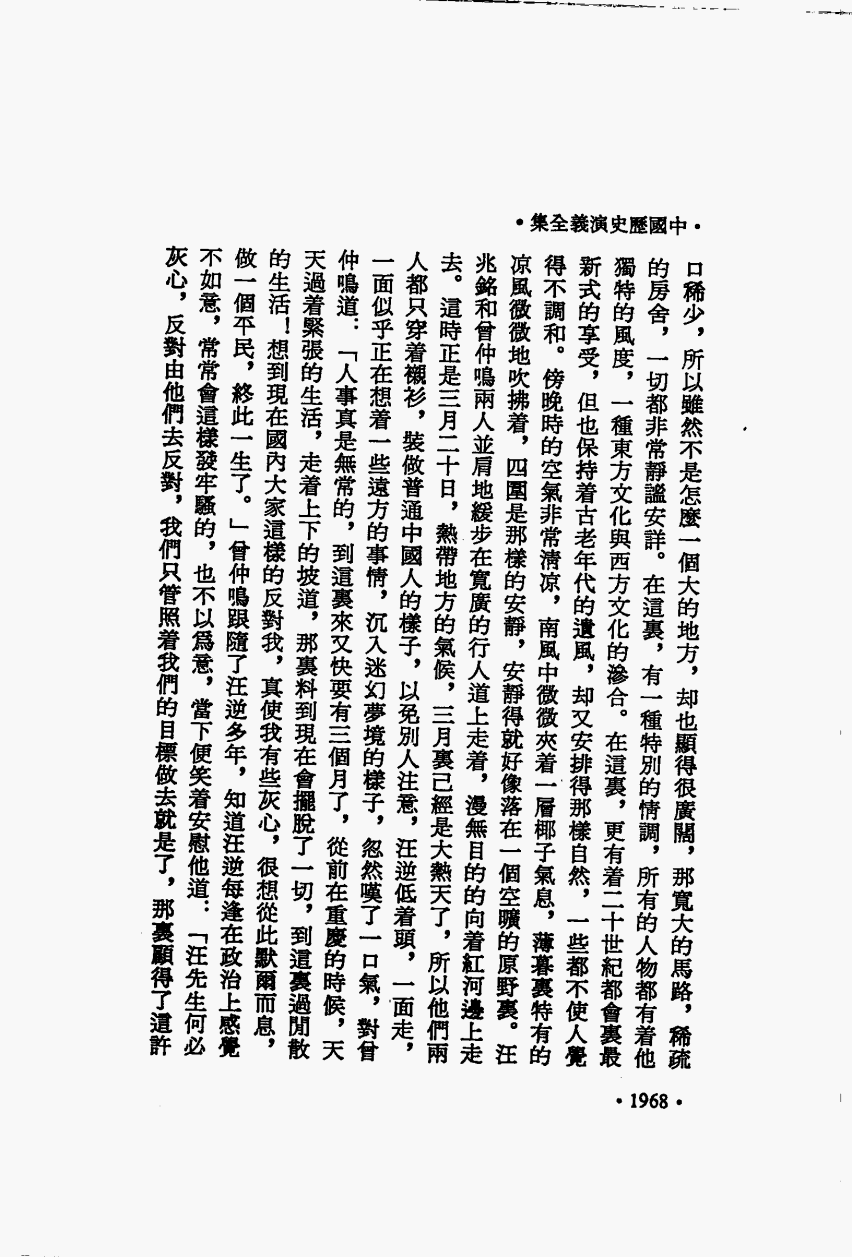 •中國歷史演義全集•
口稀少，所以雖然不是怎麼一個大的地方，却也顯得很廣闊，那寬大的馬路，稀疏
的房舍，一切都非常靜謐安詳。在這裏，有一種特別的情調，所有的人物都有着他
獨特的風度，一種東方文化與西方文化的滲合。在這裏，更有着二十世紀都會裏最
新式的享受，但也保持着古老年代的遺風，却又安排得那樣自然，一些都不使人覺
得不調和。傍晚時的空氣非常清凉，南風中微微夾着一層椰子氣息，薄暮裏特有的
凉風微微地吹拂着，四圍是那樣的安靜，安靜得就好像落在一個空曠的原野裏。汪
兆銘和曾仲鳴兩人並肩地緩步在寬廣的行人道上走着，漫無目的的向着紅河邊上走
去。這時正是三月二十日，熱帶地方的氣候，三月裏已經是大熱天了，所以他們兩
人都只穿着襯衫，裝做普通中國人的樣子，以免別人注意，汪逆低着頭，一面走，
一面似乎正在想着一些遠方的事情，沉入迷幻夢境的樣子，忽然嘆了一口氣，對曾
仲鳴道：「人事真是無常的，到這裏來又快要有三個月了，從前在重慶的時候，天
天過着緊張的生活，走着上下的坡道，那裏料到現在會擺脫了一切，到這裏過閒散
的生活！想到現在國內大家這樣的反對我，真使我有些灰心，很想從此默爾而息，
做一個平民，終此一生了。」曾仲鳴跟隨了汪逆多年，知道汪逆每逢在政治上感覺
不如意，常常會這樣發牢騷的，也不以爲意，當下便笑着安慰他道：「汪先生何必
灰心，反對由他們去反對，我們只管照着我們的目標做去就是了，那裏顧得了這許
•1968•